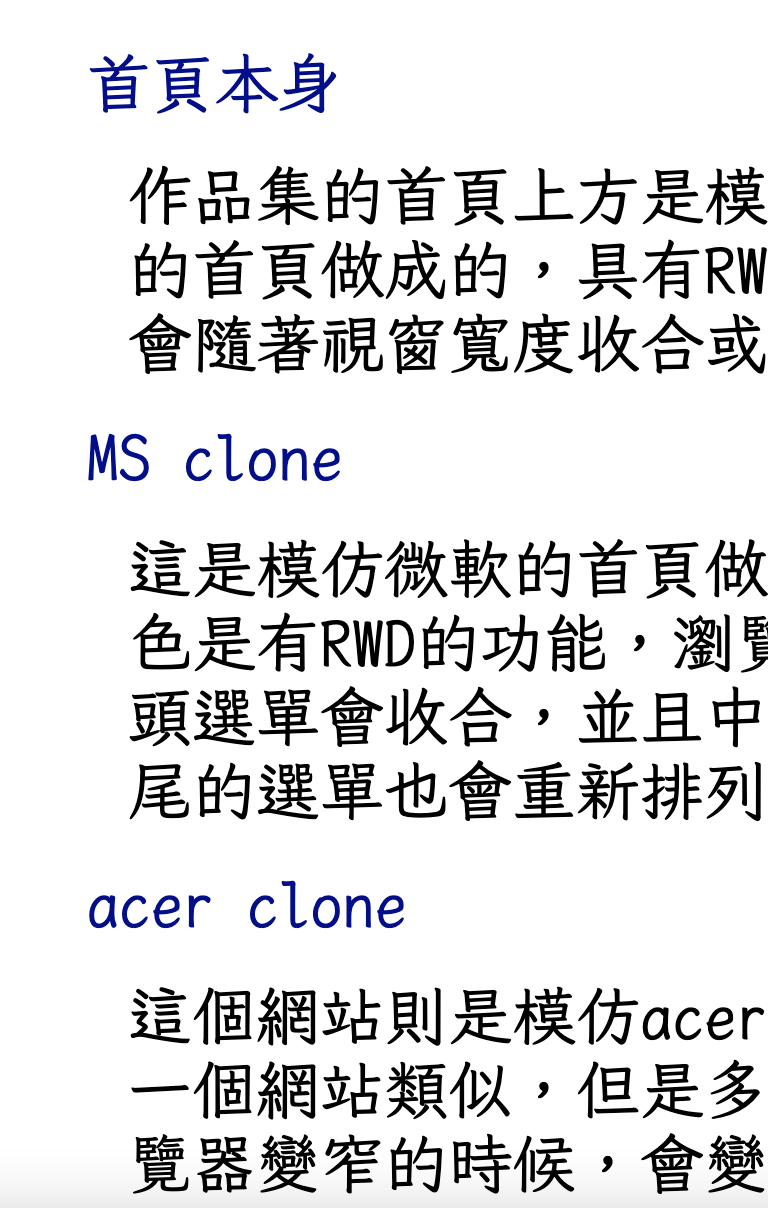 首頁本身
作品集的首頁上方是模
的首頁做成的，具有RW
會隨著視窗寬度收合或
MS clone
這是模仿微軟的首頁做
色是有RWD的功能，瀏覽
頭選單會收合，並且中
尾的選單也會重新排列
acer clone
這個網站則是模仿acer
一個網站類似，但是多
覽器變窄的時候，會變